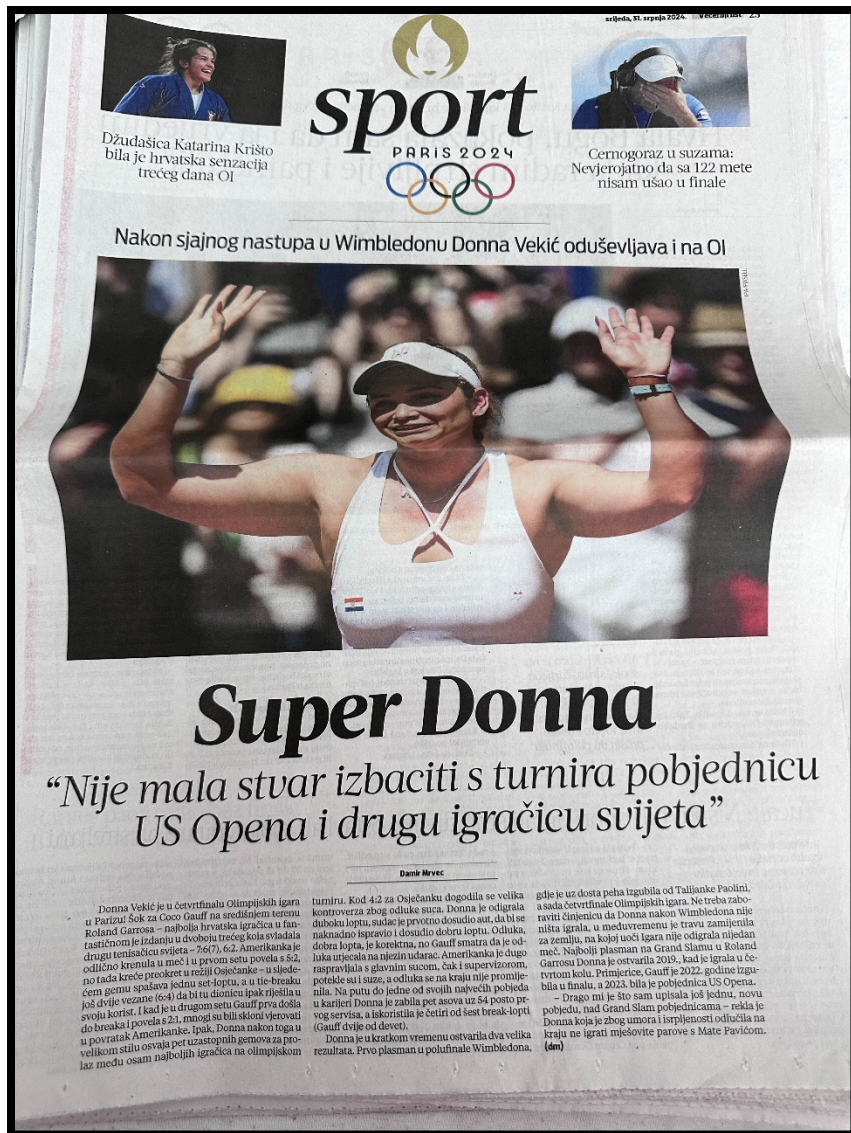 srijeda, 31. srpnja 2024. Večernji list 25
sport
PARIS 2024
Džudašica Katarina Krišto
bila je hrvatska senzacija
trećeg dana OI
Cernogoraz u suzama:
Nevjerojatno da sa 122 mete
nisam ušao u finale
Nakon sjajnog nastupa u Wimbledonu Donna Vekić oduševljava i na OI
Super Donna
“Nije mala stvar izbaciti s turnira pobjednicu
US Opena i drugu igračicu svijeta”
Damir Mrvec
Donna Vekić je u četvrtfinalu Olimpijskih igara
u Parizu! Šok za Coco Gauff na središnjem terenu
Roland Garrosa – najbolja hrvatska igračica u fan-
tastičnom je izdanju u dvoboju trećeg kola svladala
drugu tenisačicu svijeta – 7:6(7), 6:2. Amerikanka je
odlično krenula u meč i u prvom setu povela s 5:2,
no tada kreće preokret u režiji Osječanke – u sljede-
ćem gemu spašava jednu set-loptu, a u tie-breaku
još dvije vezane (6:4) da bi tu dionicu ipak riješila u
svoju korist. I kad je u drugom setu Gauff prva došla
do breaka i povela s 2:1, mnogi su bili skloni vjerovati
u povratak Amerikanke. Ipak, Donna nakon toga u
velikom stilu osvaja pet uzastopnih gemova za pro-
laz među osam najboljih igračica na olimpijskom
turniru. Kod 4:2 za Osječanku dogodila se velika
kontroverza zbog odluke suca. Donna je odigrala
duboku loptu, sudac je prvotno dosudio aut, da bi se
naknadno ispravio i dosudio dobru loptu. Odluka,
dobra lopta, je korektna, no Gauff smatra da je od-
luka utjecala na njezin udarac. Amerikanka je dugo
raspravljala s glavnim sucom, čak i supervizorom,
potekle su i suze, a odluka se na kraju nije promije-
nila. Na putu do jedne od svojih najvećih pobjeda
u karijeri Donna je zabila pet asova uz 54 posto pr-
vog servisa, a iskoristila je četiri od šest break-lopti
(Gauff dvije od devet).
Donna je u kratkom vremenu ostvarila dva velika
rezultata. Prvo plasman u polufinale Wimbledona,
gdje je uz dosta peha izgubila od Talijanke Paolini,
a sada četvrtfinale Olimpijskih igara. Ne treba zabo-
raviti činjenicu da Donna nakon Wimbledona nije
ništa igrala, u međuvremenu je travu zamijenila
za zemlju, na kojoj uoči Igara nije odigrala nijedan
meč. Najbolji plasman na Grand Slamu u Roland
Garrosu Donna je ostvarila 2019., kad je igrala u če-
tvrtom kolu. Primjerice, Gauff je 2022. godine izgu-
bila u finalu, a 2023. bila je pobjednica US Opena.
– Drago mi je što sam upisala još jednu, novu
pobjedu, nad Grand Slam pobjednicama – rekla je
Donna koja je zbog umora i iscrpljenosti odlučila na
kraju ne igrati mješovite parove s Mate Pavićem.
(dm)